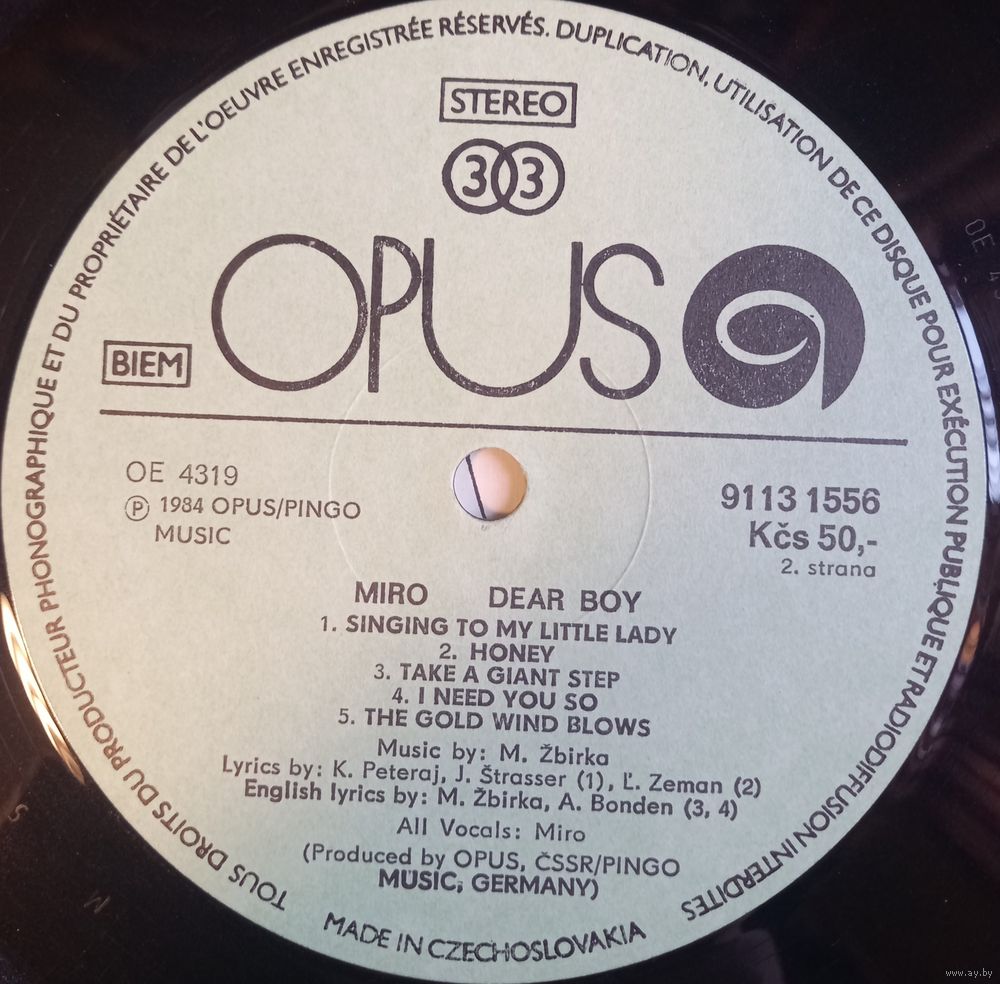 TOUS DROITS DU PRODUCTEUR PHONOGRAPHIQUE ET DU PROPRIÉTAIRE DE L'OEUVRE ENREGISTRÉE RÉSERVÉS. DUPLICATION, UTILISATION DE CE DISQUE POUR EXÉCUTION PUBLIQUE ET RADIODIFFUSION INTERDITES
STEREO
33
OPUS
BIEM
OE 4319
Ⓟ 1984 OPUS/PINGO
MUSIC
9113 1556
Kčs 50,-
2. strana
MIRO DEAR BOY
1. SINGING TO MY LITTLE LADY
2. HONEY
3. TAKE A GIANT STEP
4. I NEED YOU SO
5. THE GOLD WIND BLOWS
Music by: M. Žbirka
Lyrics by: K. Peteraj, J. Štrasser (1), Ľ. Zeman (2)
English lyrics by: M. Žbirka, A. Bonden (3, 4)
All Vocals: Miro
(Produced by OPUS, ČSSR/PINGO
MUSIC, GERMANY)
MADE IN CZECHOSLOVAKIA
www.ay.by